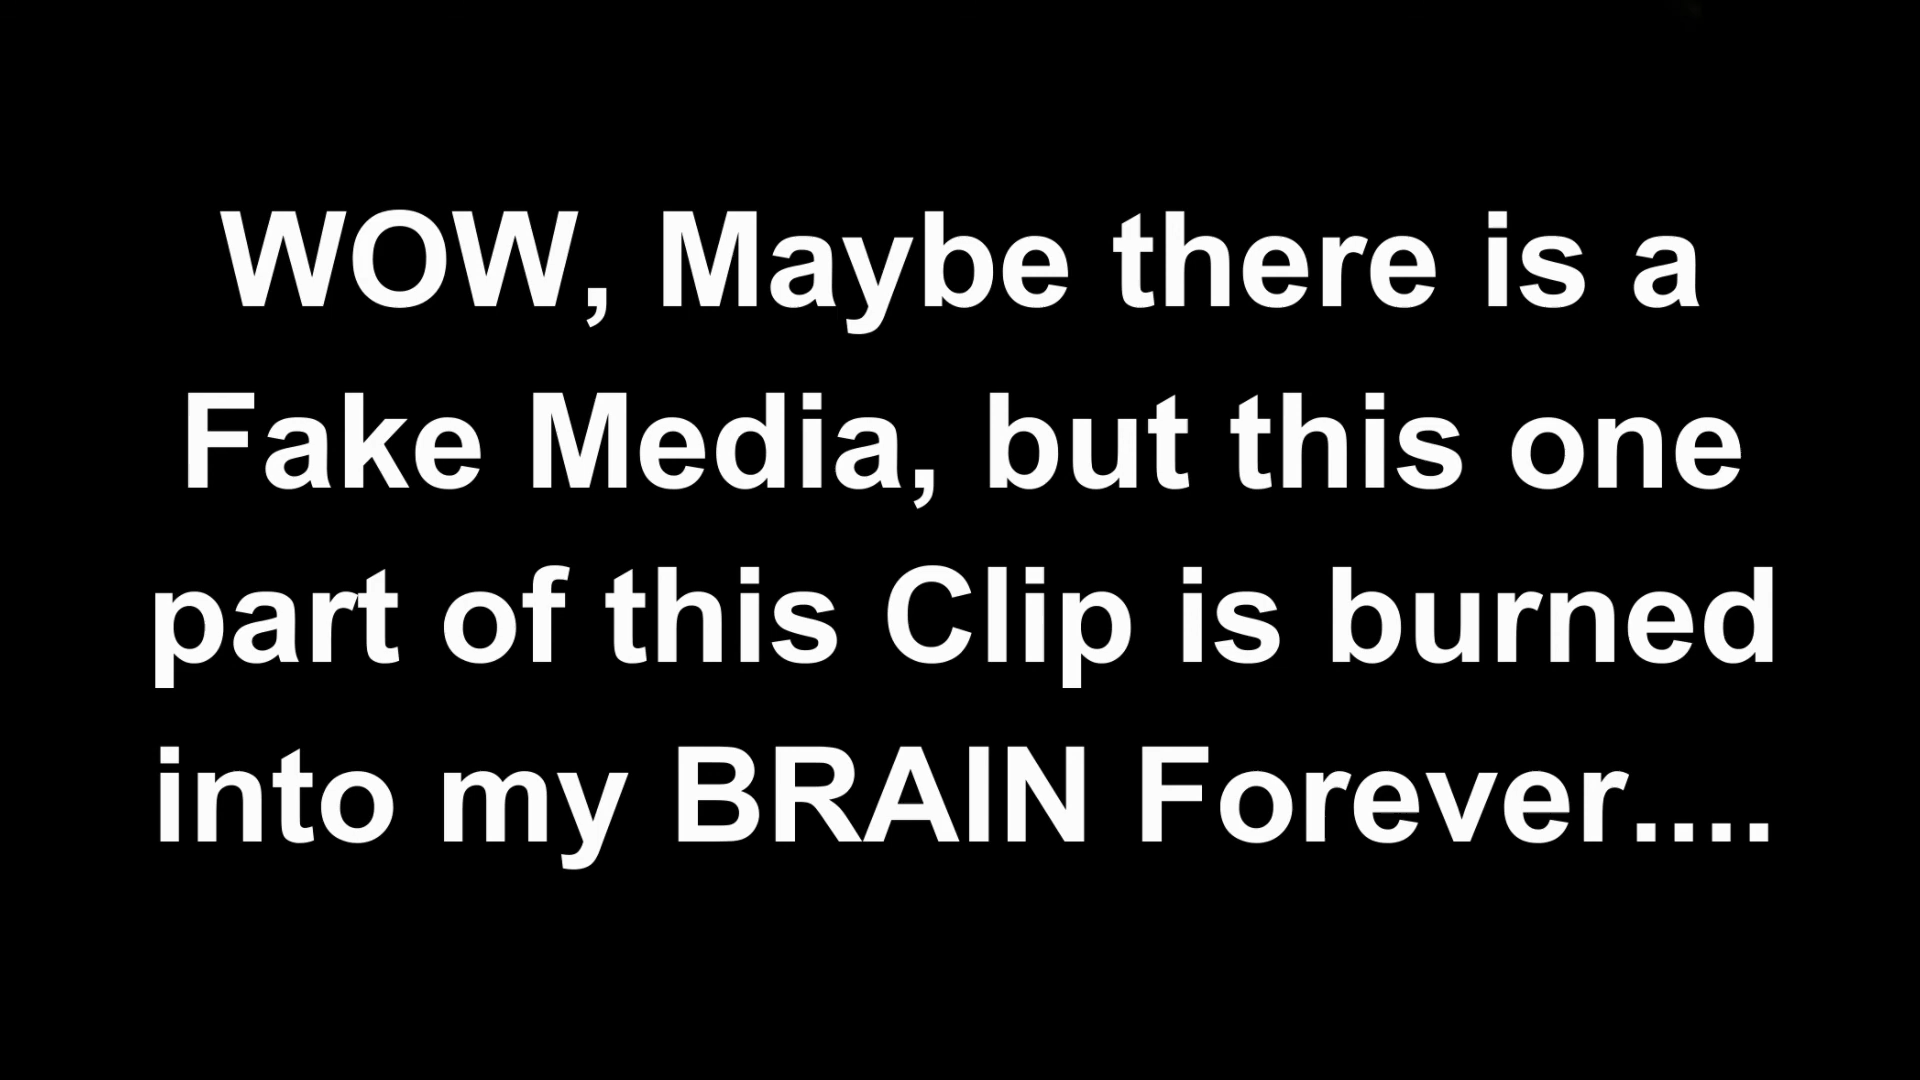 WOW, Maybe there is a
Fake Media, but this one
part of this Clip is burned
into my BRAIN Forever....